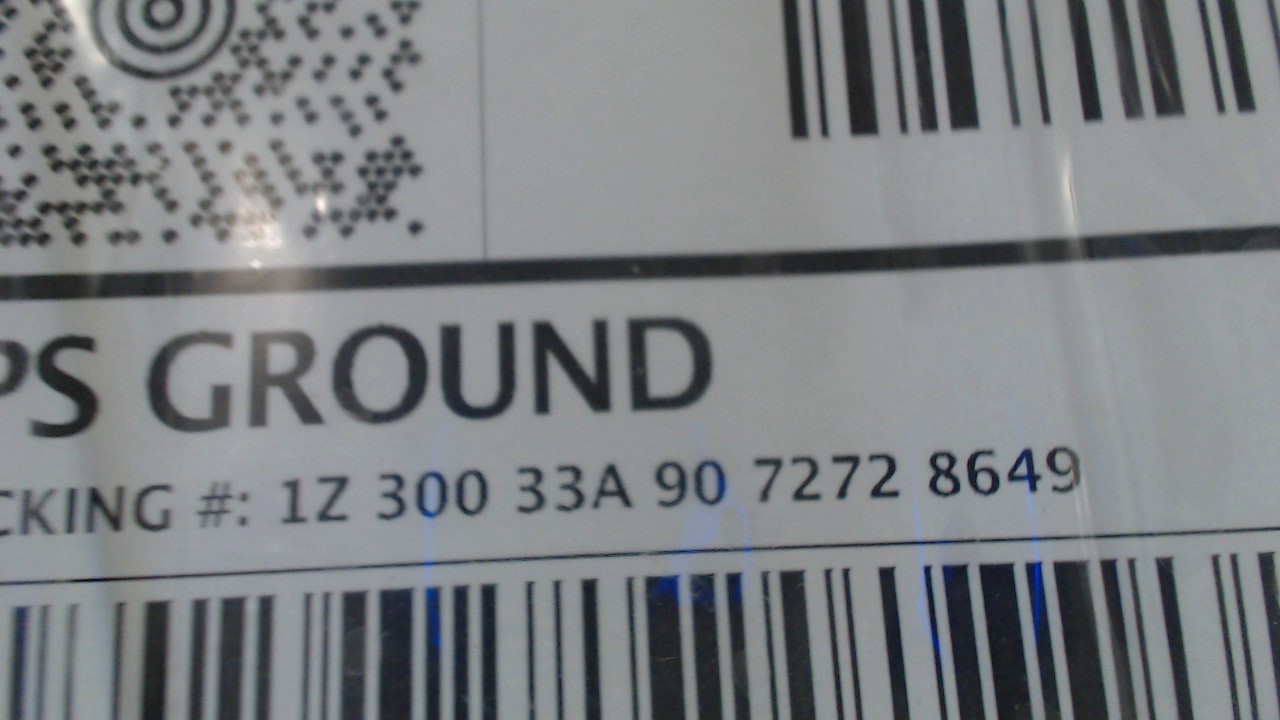 PS GROUND
CKING #: 1Z 300 33A 90 7272 8649